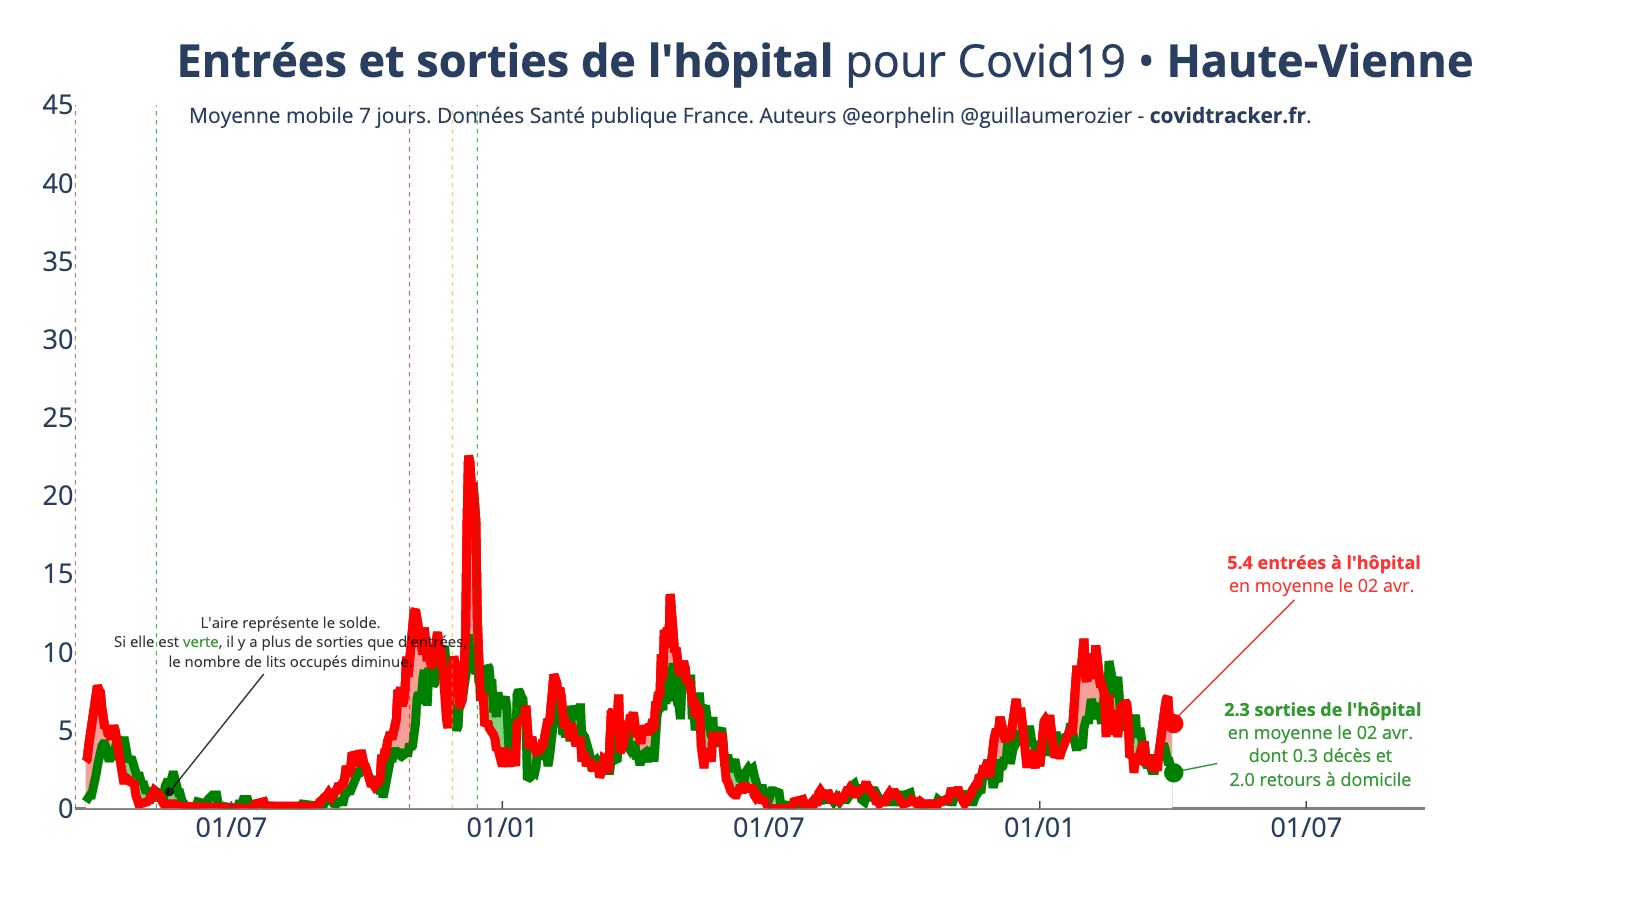 Entrées et sorties de l'hôpital pour Covid19 • Haute-Vienne
Moyenne mobile 7 jours. Données Santé publique France. Auteurs @eorphelin @guillaumerozier - covidtracker.fr.
45
40
35
30
25
20
15
10
5
0
L'aire représente le solde.
Si elle est verte, il y a plus de sorties que d'entrées,
le nombre de lits occupés diminue.
5.4 entrées à l'hôpital
en moyenne le 02 avr.
2.3 sorties de l'hôpital
en moyenne le 02 avr.
dont 0.3 décès et
2.0 retours à domicile
01/07
01/01
01/07
01/01
01/07